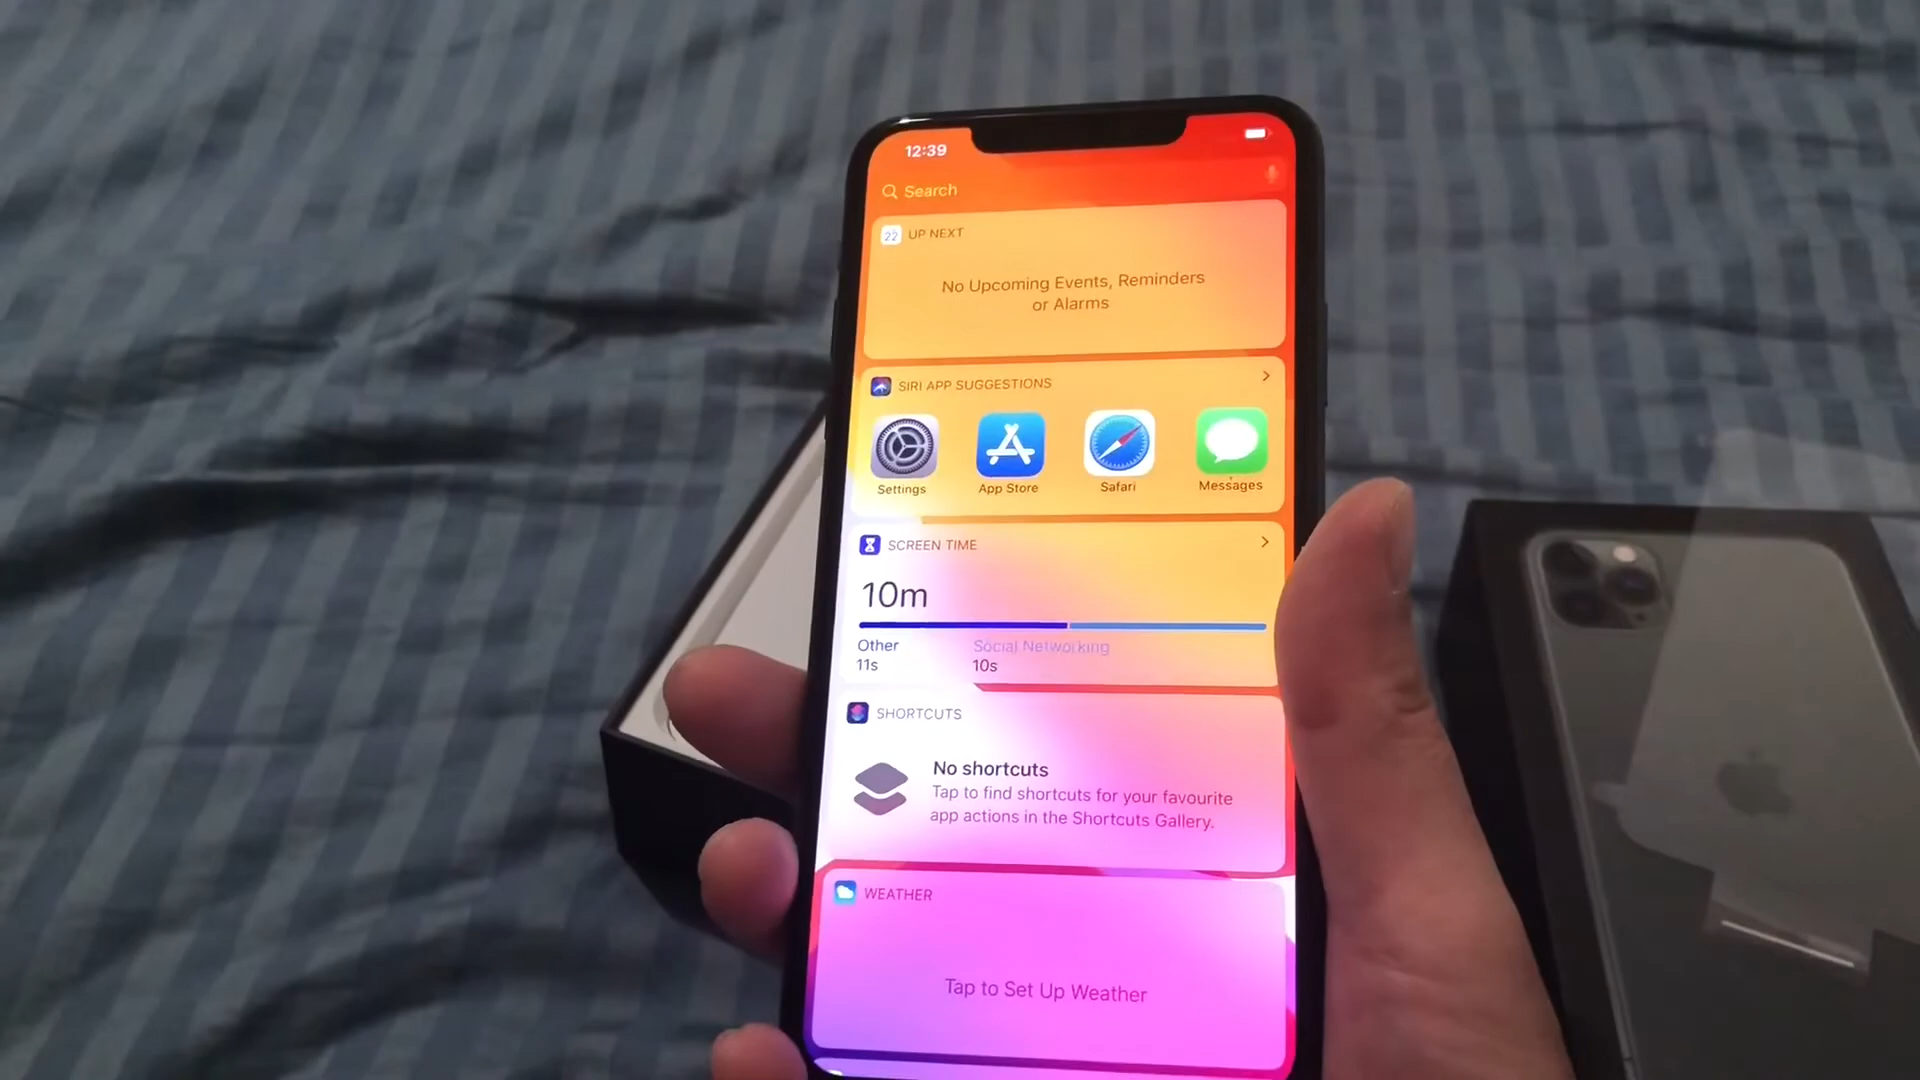 12:39
Search
22 UP NEXT
No Upcoming Events, Reminders
or Alarms
SIRI APP SUGGESTIONS
Settings App Store Safari Messages
SCREEN TIME
10m
Other Social Networking
11s 10s
SHORTCUTS
No shortcuts
Tap to find shortcuts for your favourite
app actions in the Shortcuts Gallery.
WEATHER
Tap to Set Up Weather